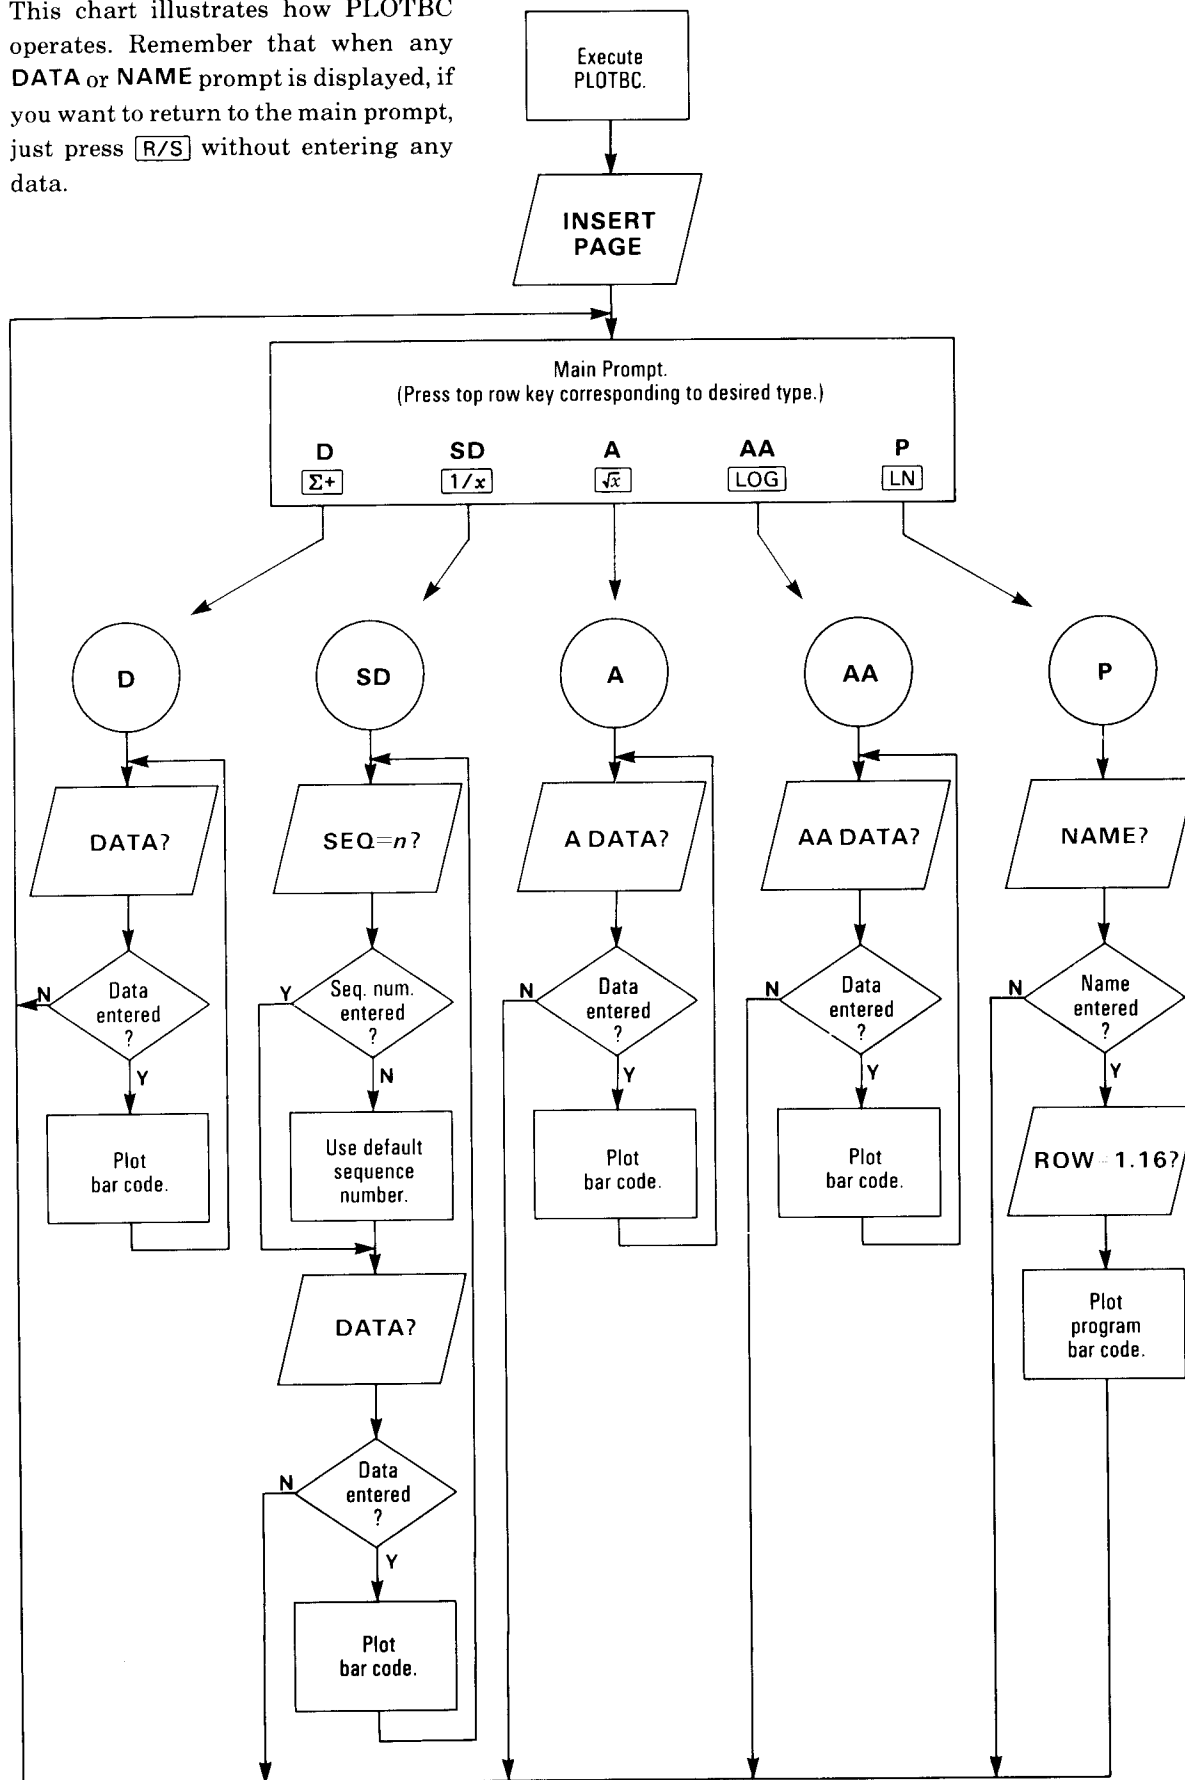 This chart illustrates how PLOTBC
operates. Remember that when any
DATA or NAME prompt is displayed, if
you want to return to the main prompt,
just press R/S without entering any
data.
Execute
PLOTBC.
INSERT
PAGE
Main Prompt.
(Press top row key corresponding to desired type.)
D SD A AA P
Σ+ 1/x √x LOG LN
D SD A AA P
DATA? SEQ=n? A DATA? AA DATA? NAME?
N Data
entered
?
Y
Plot
bar code.
Y Seq. num.
entered
?
N
Use default
sequence
number.
DATA?
N Data
entered
?
Y
Plot
bar code.
N Data
entered
?
Y
Plot
bar code.
N Data
entered
?
Y
Plot
bar code.
N Name
entered
?
Y
ROW=1.16?
Plot
program
bar code.